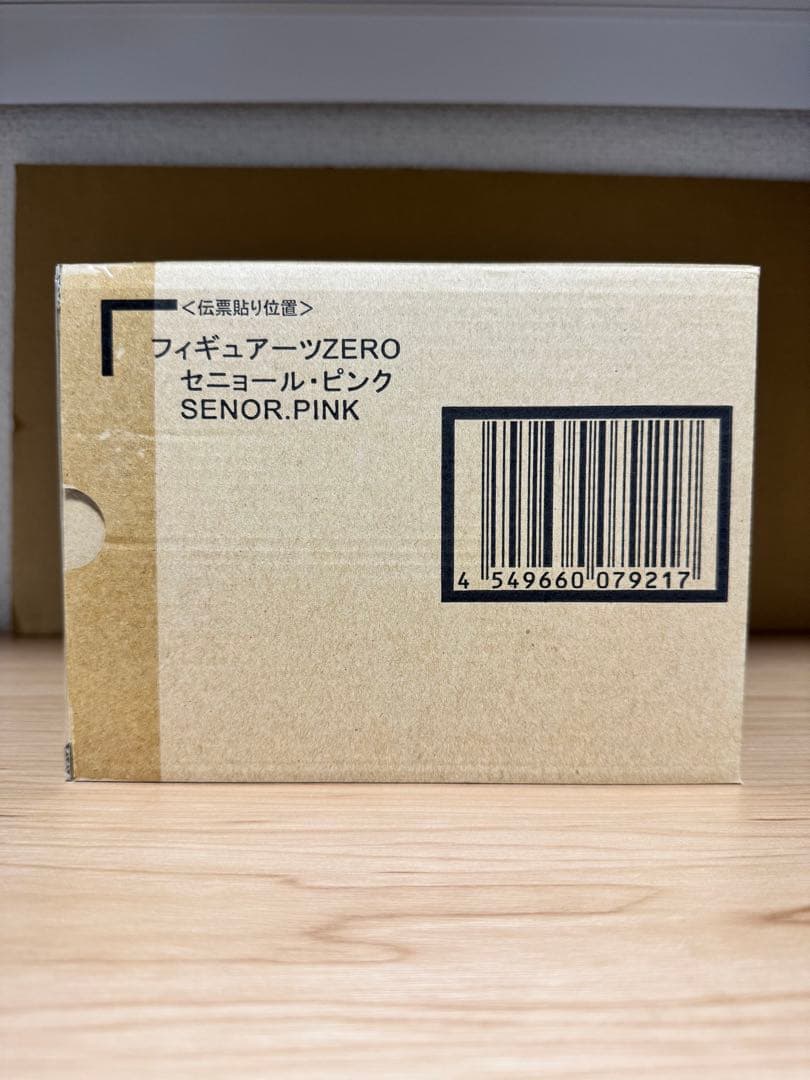 ＜伝票貼り位置＞
フィギュアーツZERO
セニョール・ピンク
SENOR.PINK
4 549660 079217